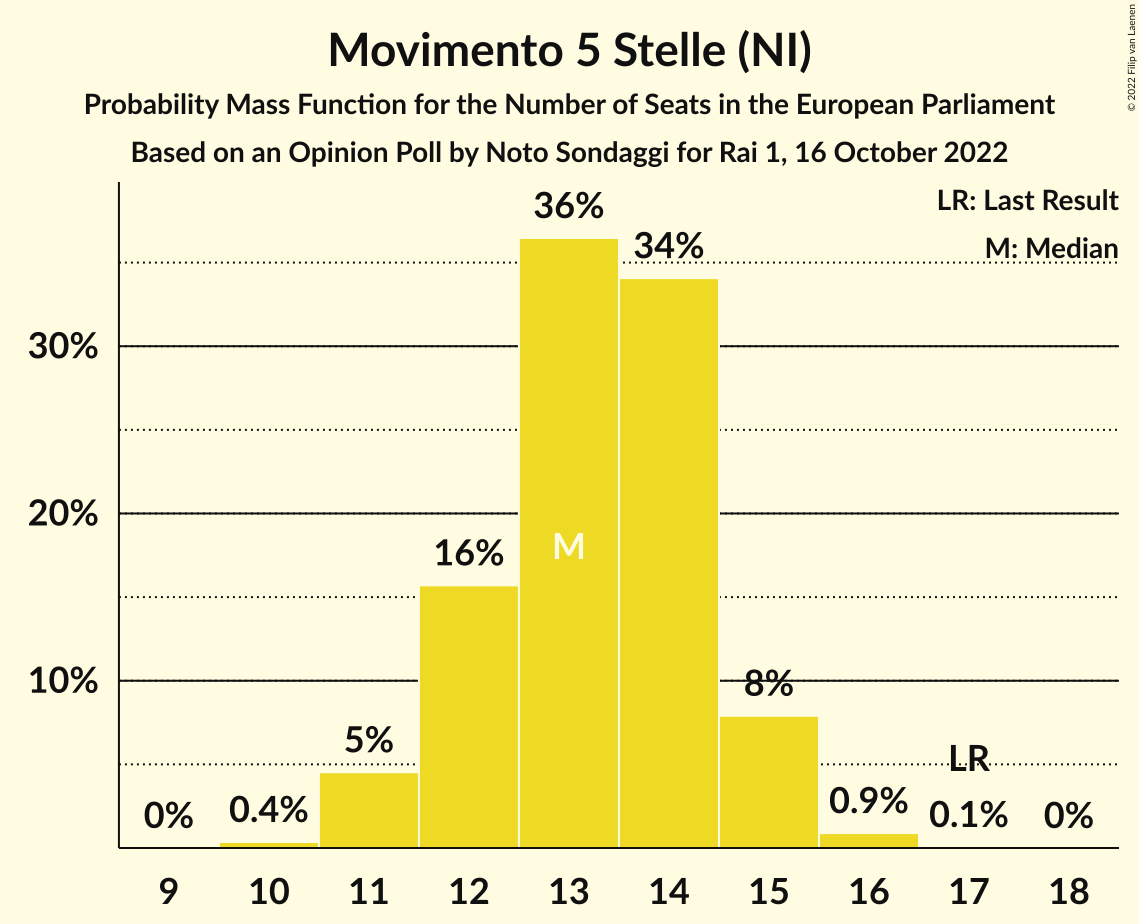 Movimento 5 Stelle (NI)
Probability Mass Function for the Number of Seats in the European Parliament
Based on an Opinion Poll by Noto Sondaggi for Rai 1, 16 October 2022
© 2022 Filip van Laenen
LR: Last Result
M: Median
36%
34%
30%
20%
16%
M
10%
8%
5%
LR
0%
0.4%
0.9%
0.1%
0%
9 10 11 12 13 14 15 16 17 18